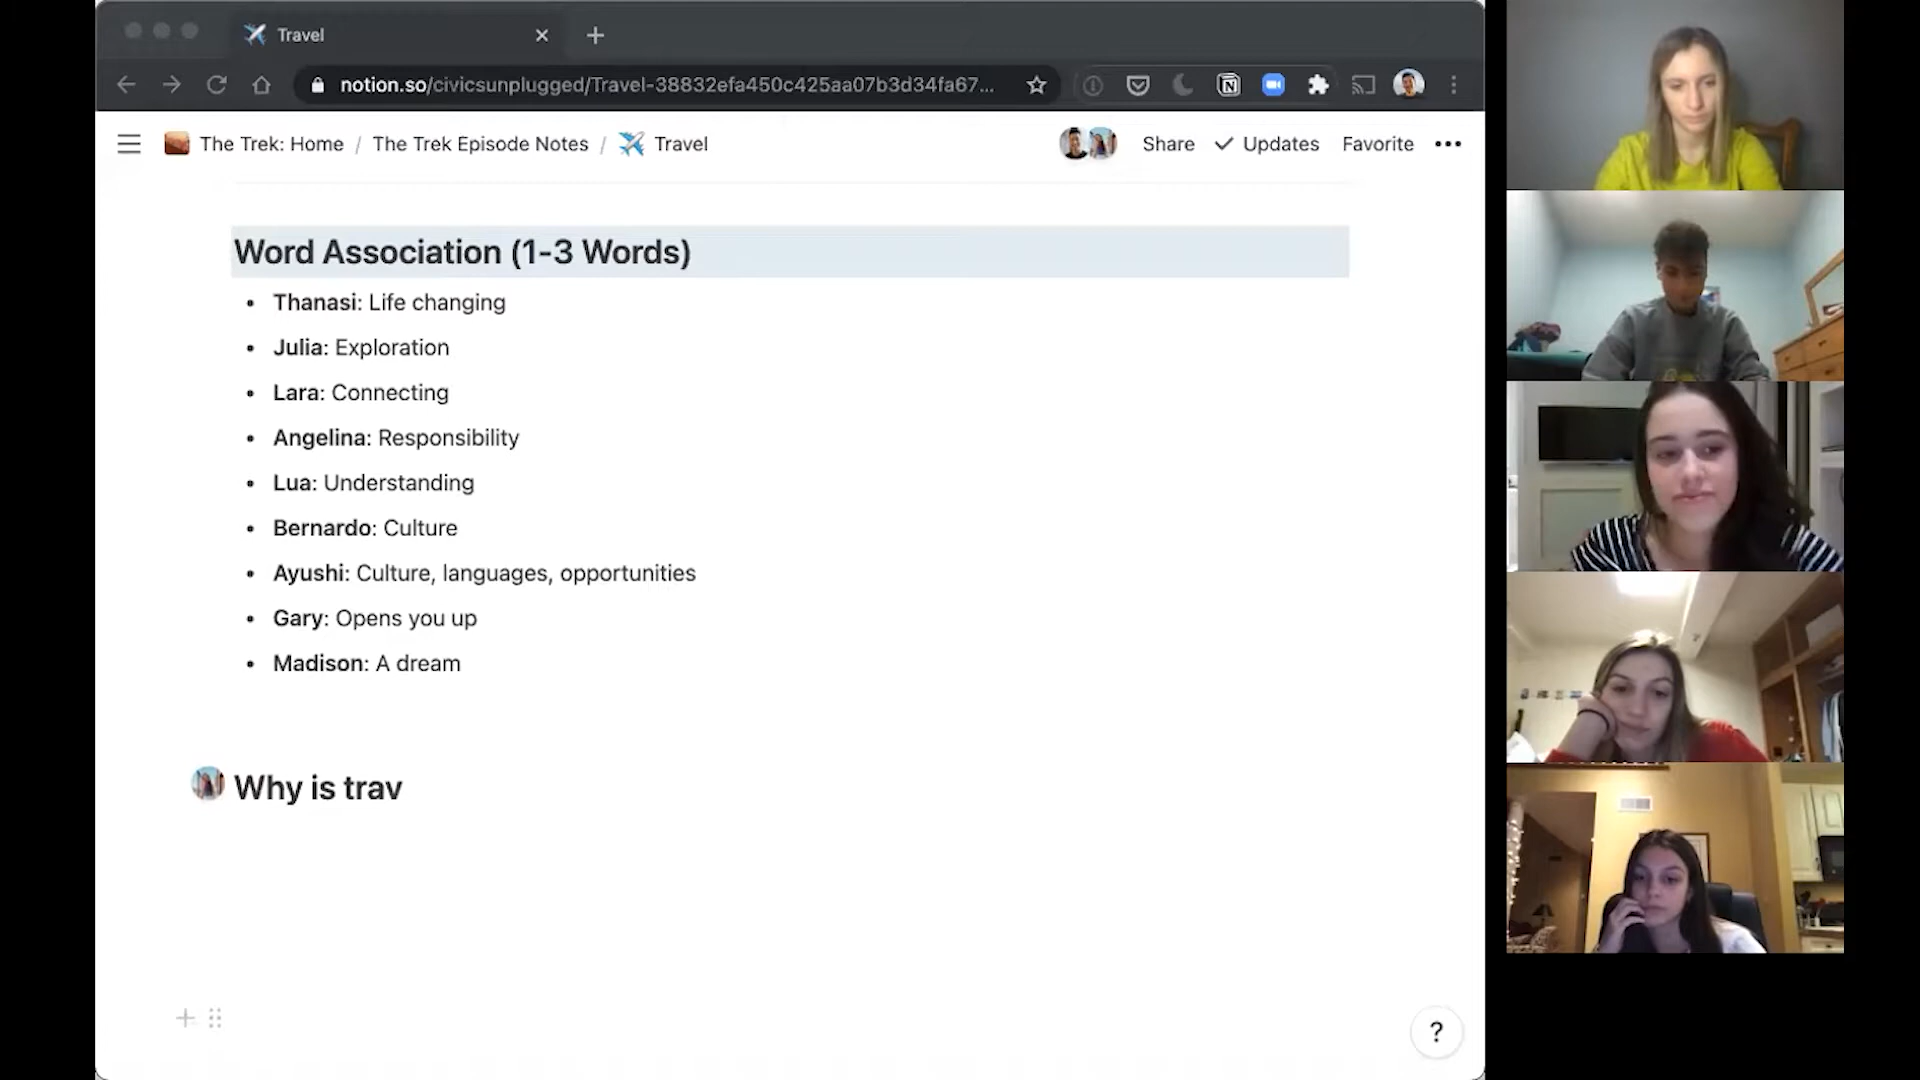 Travel
notion.so/civicsunplugged/Travel-38832efa450c425aa07b3d34fa67...
The Trek: Home / The Trek Episode Notes / Travel
Share Updates Favorite
Word Association (1-3 Words)
• Thanasi: Life changing
• Julia: Exploration
• Lara: Connecting
• Angelina: Responsibility
• Lua: Understanding
• Bernardo: Culture
• Ayushi: Culture, languages, opportunities
• Gary: Opens you up
• Madison: A dream
Why is trav
?